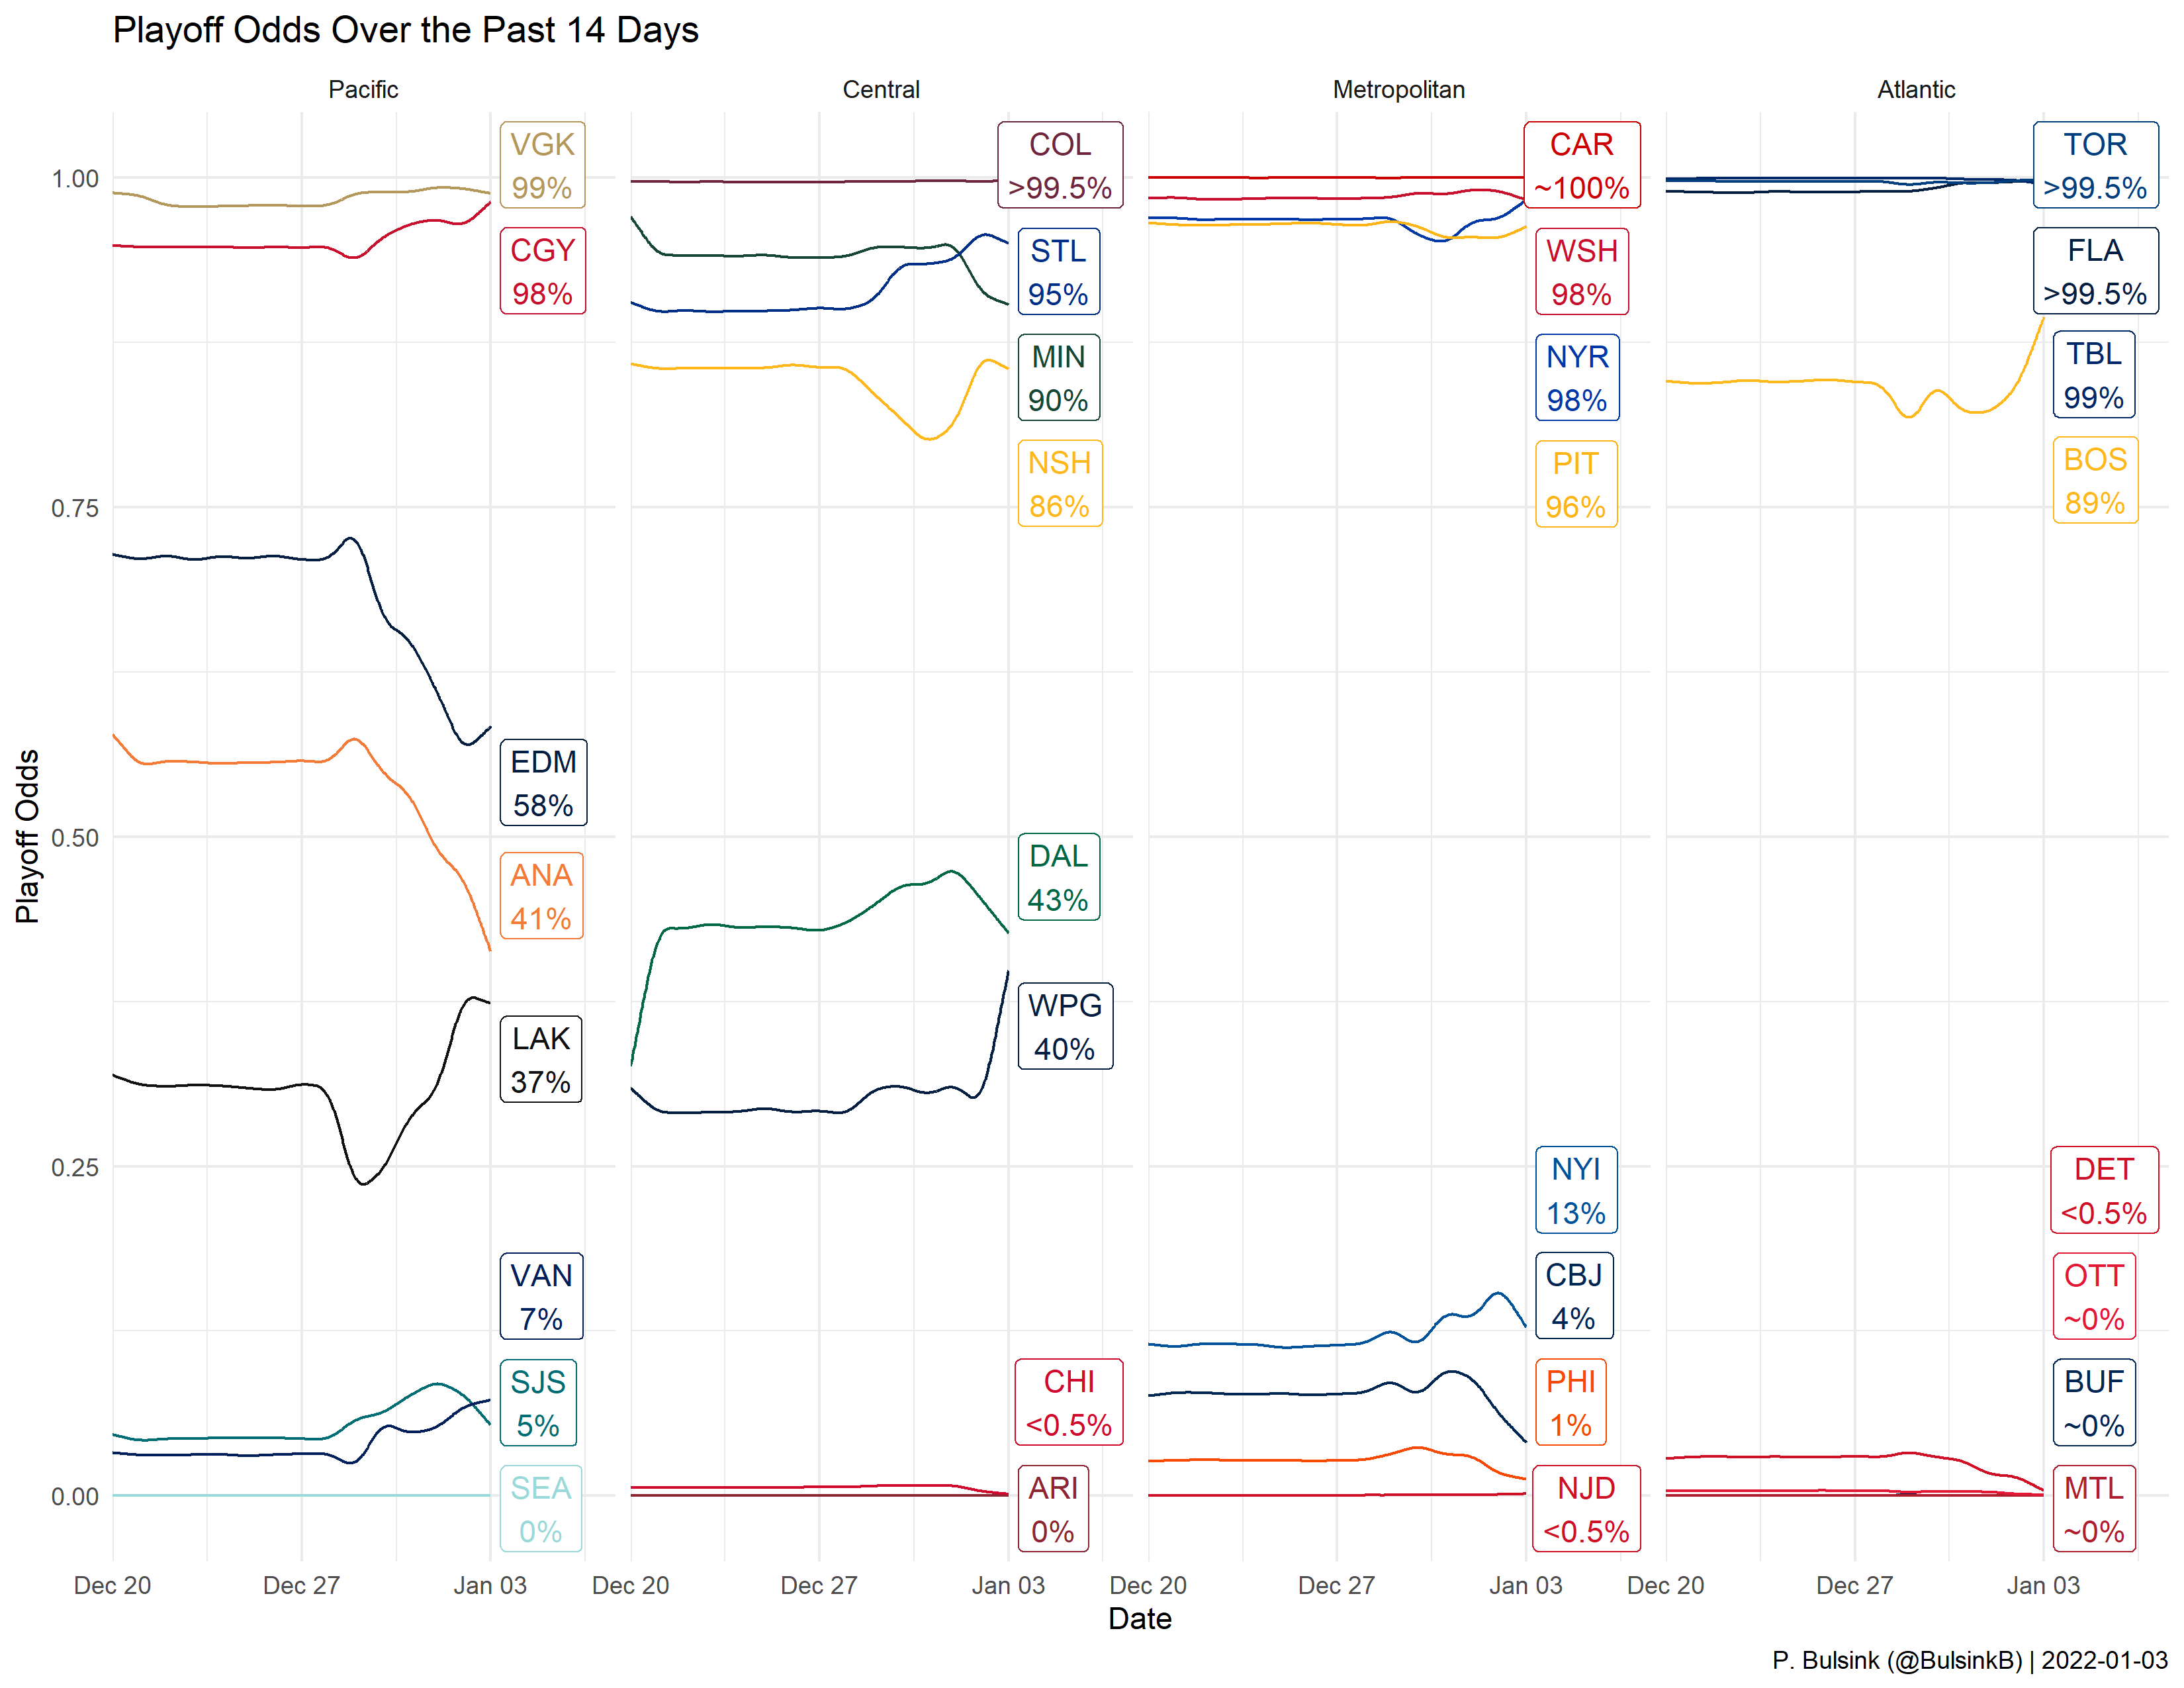 Playoff Odds Over the Past 14 Days
Pacific
Central
Metropolitan
Atlantic
Playoff Odds
1.00
0.75
0.50
0.25
0.00
VGK
99%
CGY
98%
EDM
58%
ANA
41%
LAK
37%
VAN
7%
SJS
5%
SEA
0%
COL
>99.5%
STL
95%
MIN
90%
NSH
86%
DAL
43%
WPG
40%
CHI
<0.5%
ARI
0%
CAR
~100%
WSH
98%
NYR
98%
PIT
96%
NYI
13%
CBJ
4%
PHI
1%
NJD
<0.5%
TOR
>99.5%
FLA
>99.5%
TBL
99%
BOS
89%
DET
<0.5%
OTT
~0%
BUF
~0%
MTL
~0%
Dec 20 Dec 27 Jan 03 Dec 20 Dec 27 Jan 03 Dec 20 Dec 27 Jan 03 Dec 20 Dec 27 Jan 03
Date
P. Bulsink (@BulsinkB) | 2022-01-03